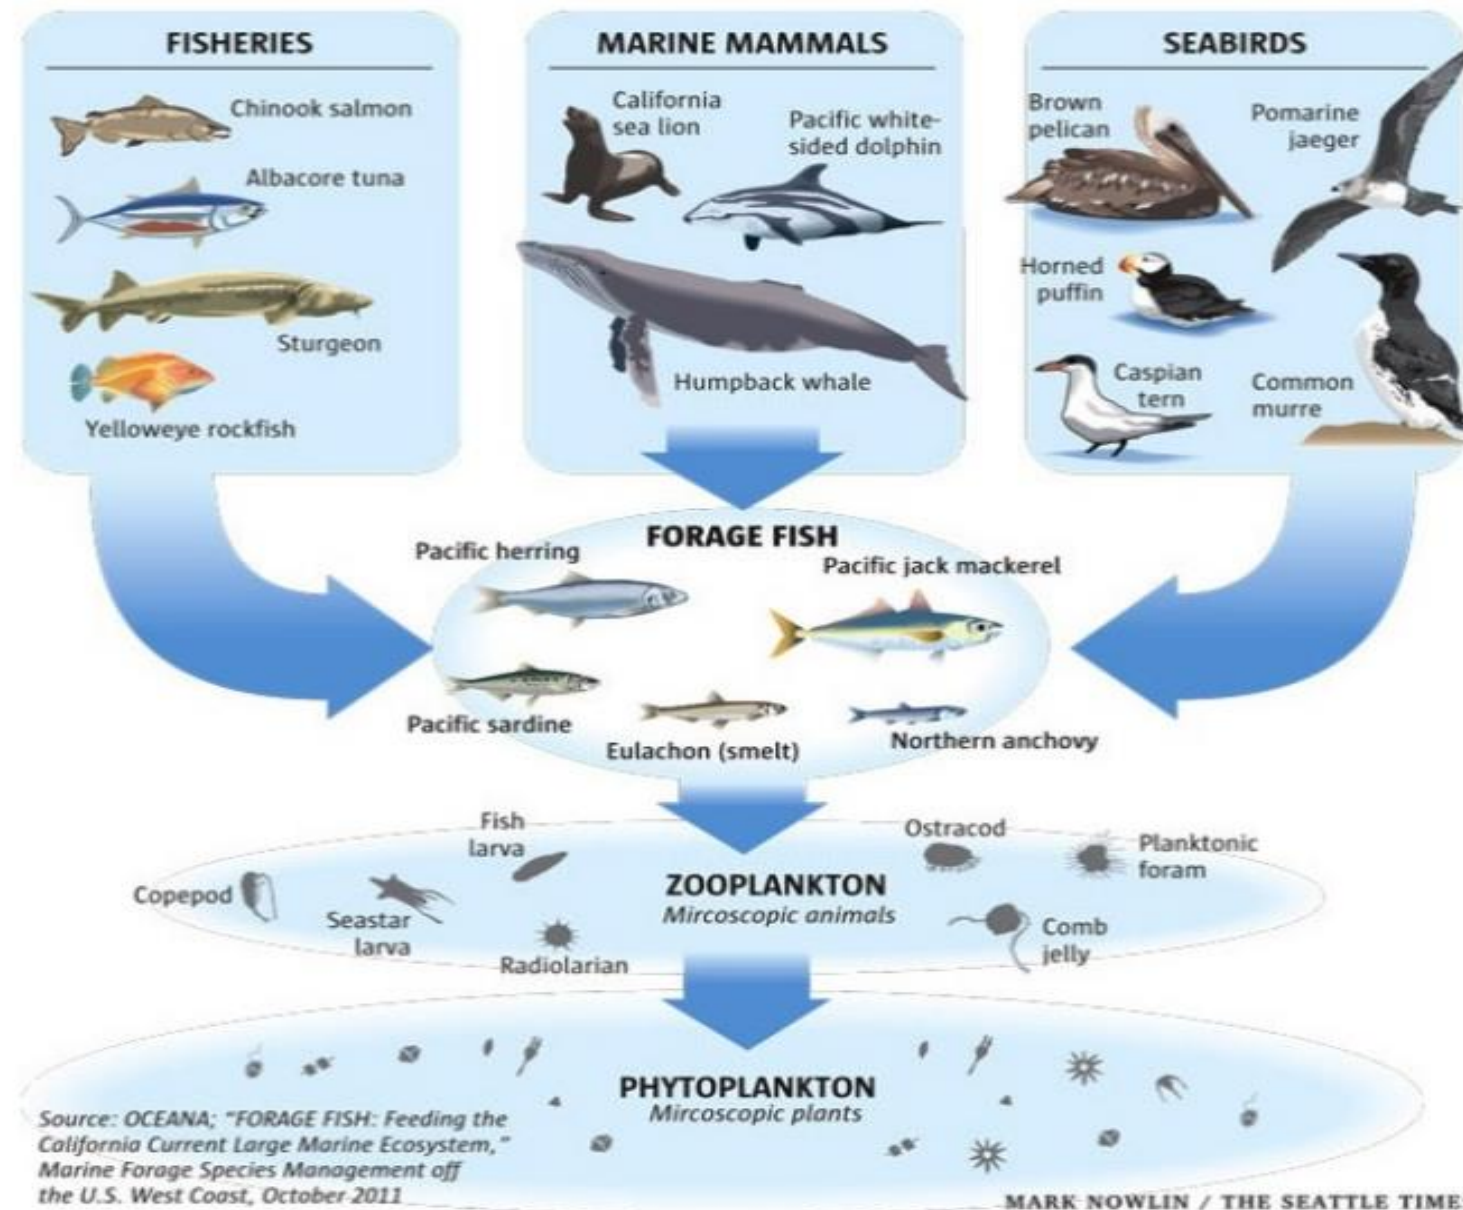 FISHERIES
Chinook salmon
Albacore tuna
Sturgeon
Yelloweye rockfish
MARINE MAMMALS
California
sea lion
Pacific white-
sided dolphin
Humpback whale
SEABIRDS
Brown
pelican
Pomarine
jaeger
Horned
puffin
Caspian
tern
Common
murre
FORAGE FISH
Pacific herring
Pacific jack mackerel
Pacific sardine
Eulachon (smelt)
Northern anchovy
Fish
larva
Ostracod
Planktonic
foram
Copepod
ZOOPLANKTON
Mircoscopic animals
Seastar
larva
Radiolarian
Comb
jelly
PHYTOPLANKTON
Mircoscopic plants
Source: OCEANA; "FORAGE FISH: Feeding the
California Current Large Marine Ecosystem,"
Marine Forage Species Management off
the U.S. West Coast, October 2011
MARK NOWLIN / THE SEATTLE TIME